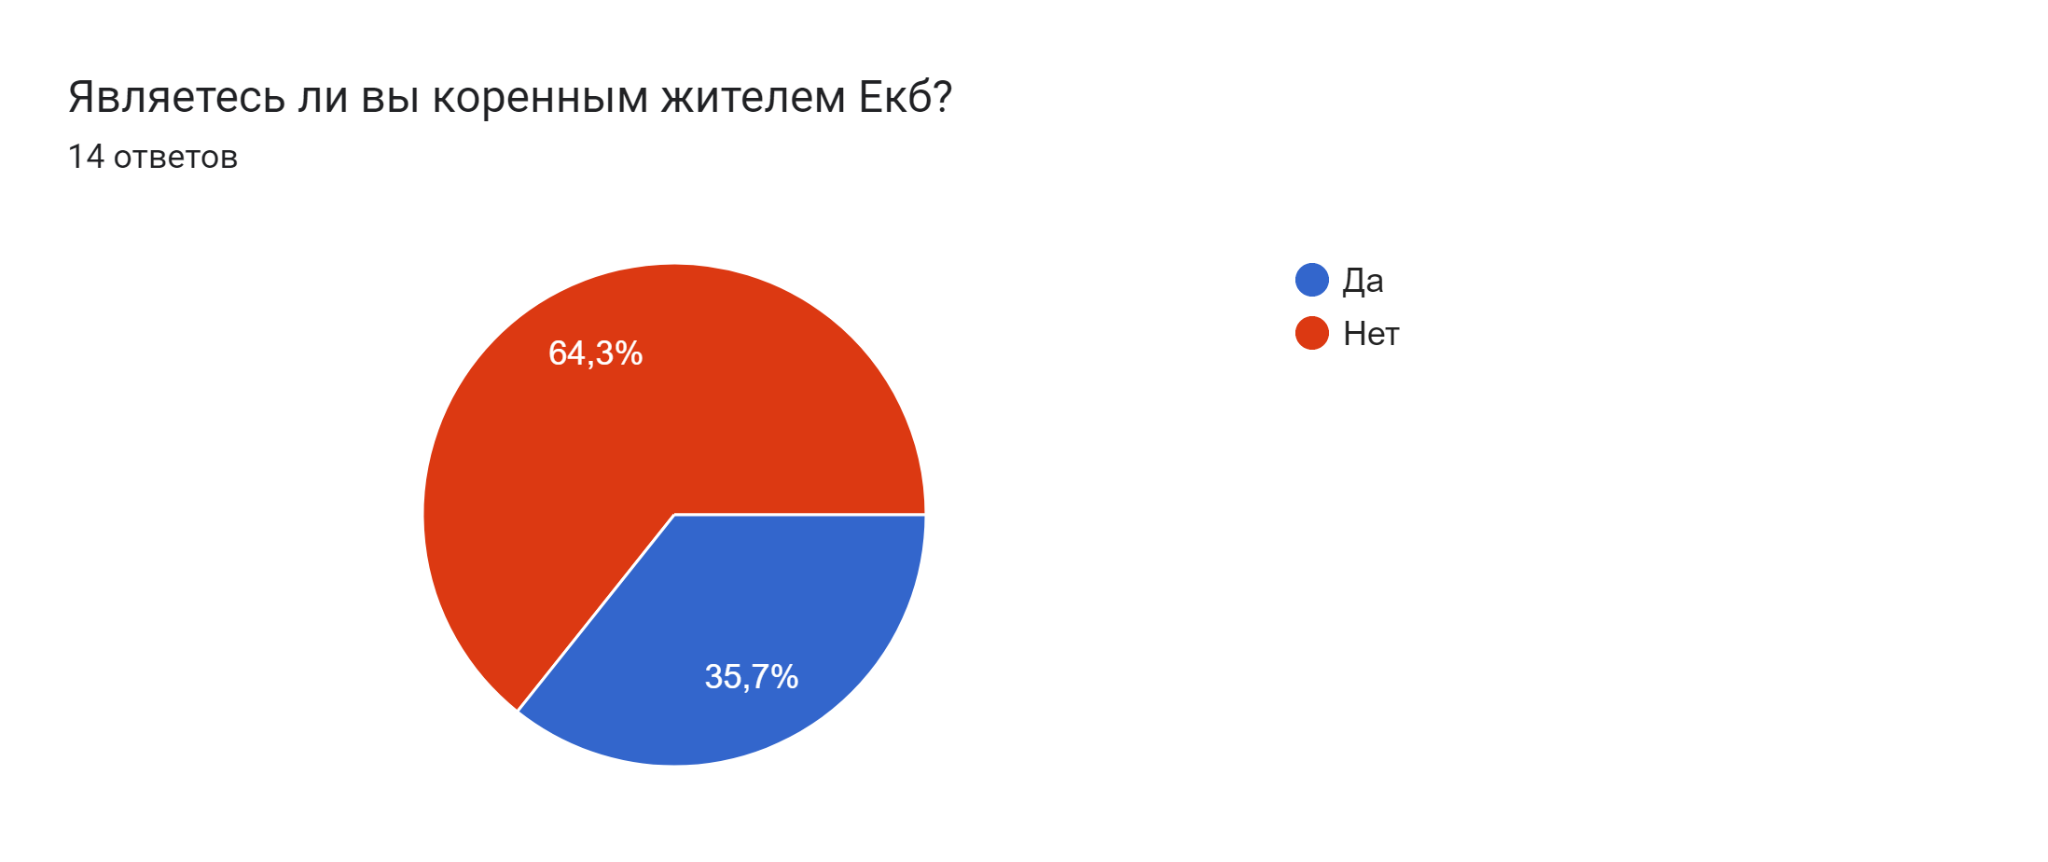 Являетесь ли вы коренным жителем Екб?
14 ответов
Да
Нет
64,3%
35,7%